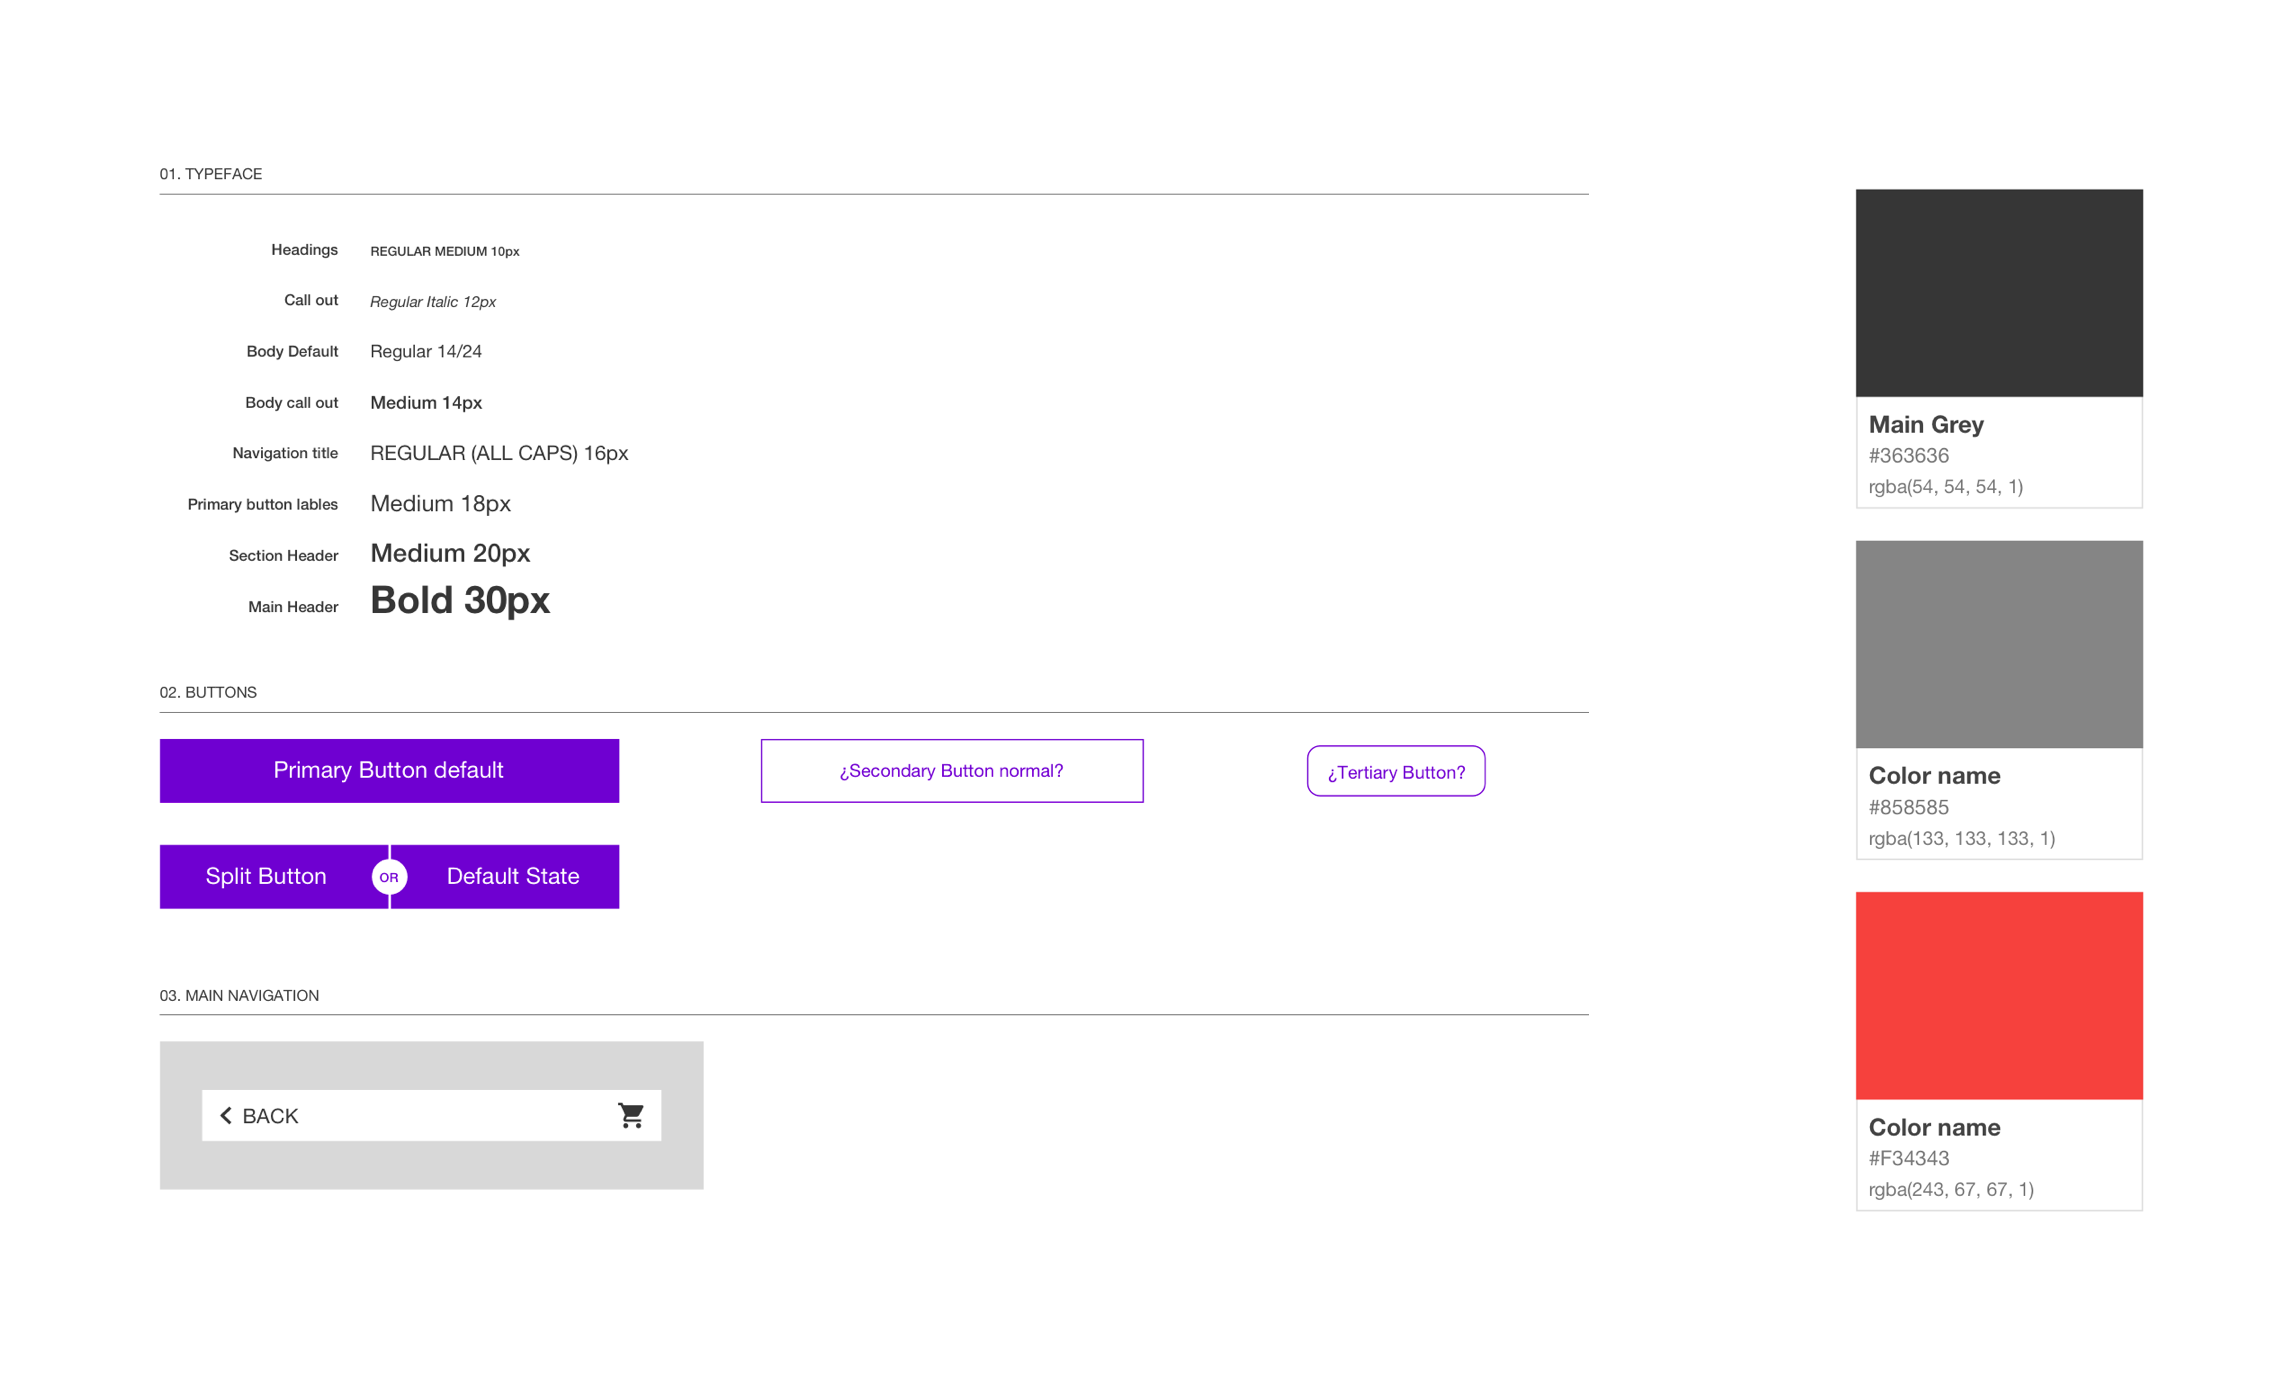 01. TYPEFACE
Headings REGULAR MEDIUM 10px
Call out Regular Italic 12px
Body Default Regular 14/24
Body call out Medium 14px
Navigation title REGULAR (ALL CAPS) 16px
Primary button lables Medium 18px
Section Header Medium 20px
Main Header Bold 30px
02. BUTTONS
Primary Button default
¿Secondary Button normal?
¿Tertiary Button?
Split Button OR Default State
03. MAIN NAVIGATION
BACK
Main Grey
#363636
rgba(54, 54, 54, 1)
Color name
#858585
rgba(133, 133, 133, 1)
Color name
#F34343
rgba(243, 67, 67, 1)